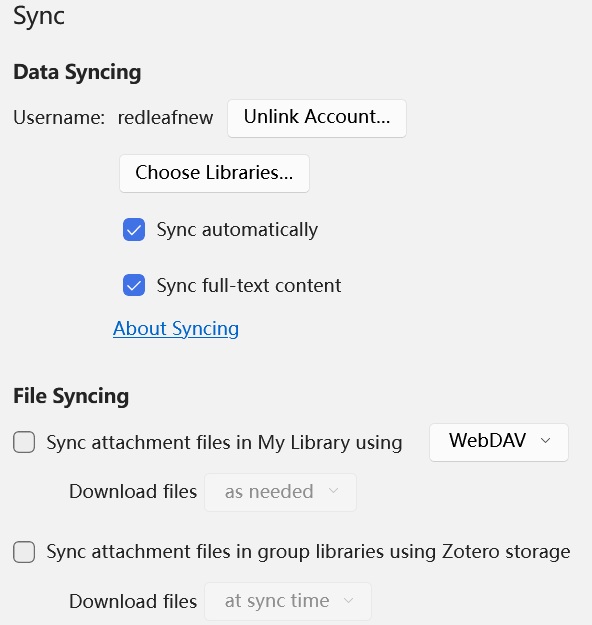 Sync
Data Syncing
Username: redleafnew Unlink Account...
Choose Libraries...
Sync automatically
Sync full-text content
About Syncing
File Syncing
Sync attachment files in My Library using WebDAV
Download files as needed
Sync attachment files in group libraries using Zotero storage
Download files at sync time